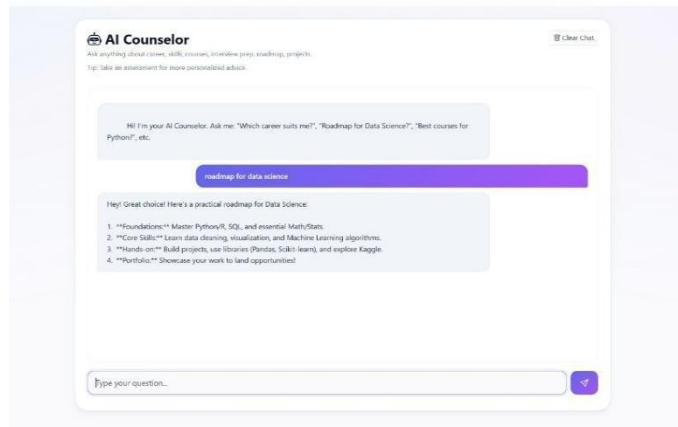 AI Counselor
Clear Chat
Ask anything about career, skills, courses, interview prep, roadmap, projects.
Tip: Take an assessment for more personalized advice.
Hi! I'm your AI Counselor. Ask me: "Which career suits me?", "Roadmap for Data Science?", "Best courses for
Python?", etc.
roadmap for data science
Hey! Great choice! Here's a practical roadmap for Data Science:
1. **Foundations:** Master Python/R, SQL, and essential Math/Stats.
2. **Core Skills:** Learn data cleaning, visualization, and Machine Learning algorithms.
3. **Hands-on:** Build projects, use libraries (Pandas, Scikit-learn), and explore Kaggle.
4. **Portfolio:** Showcase your work to land opportunities!
Type your question...